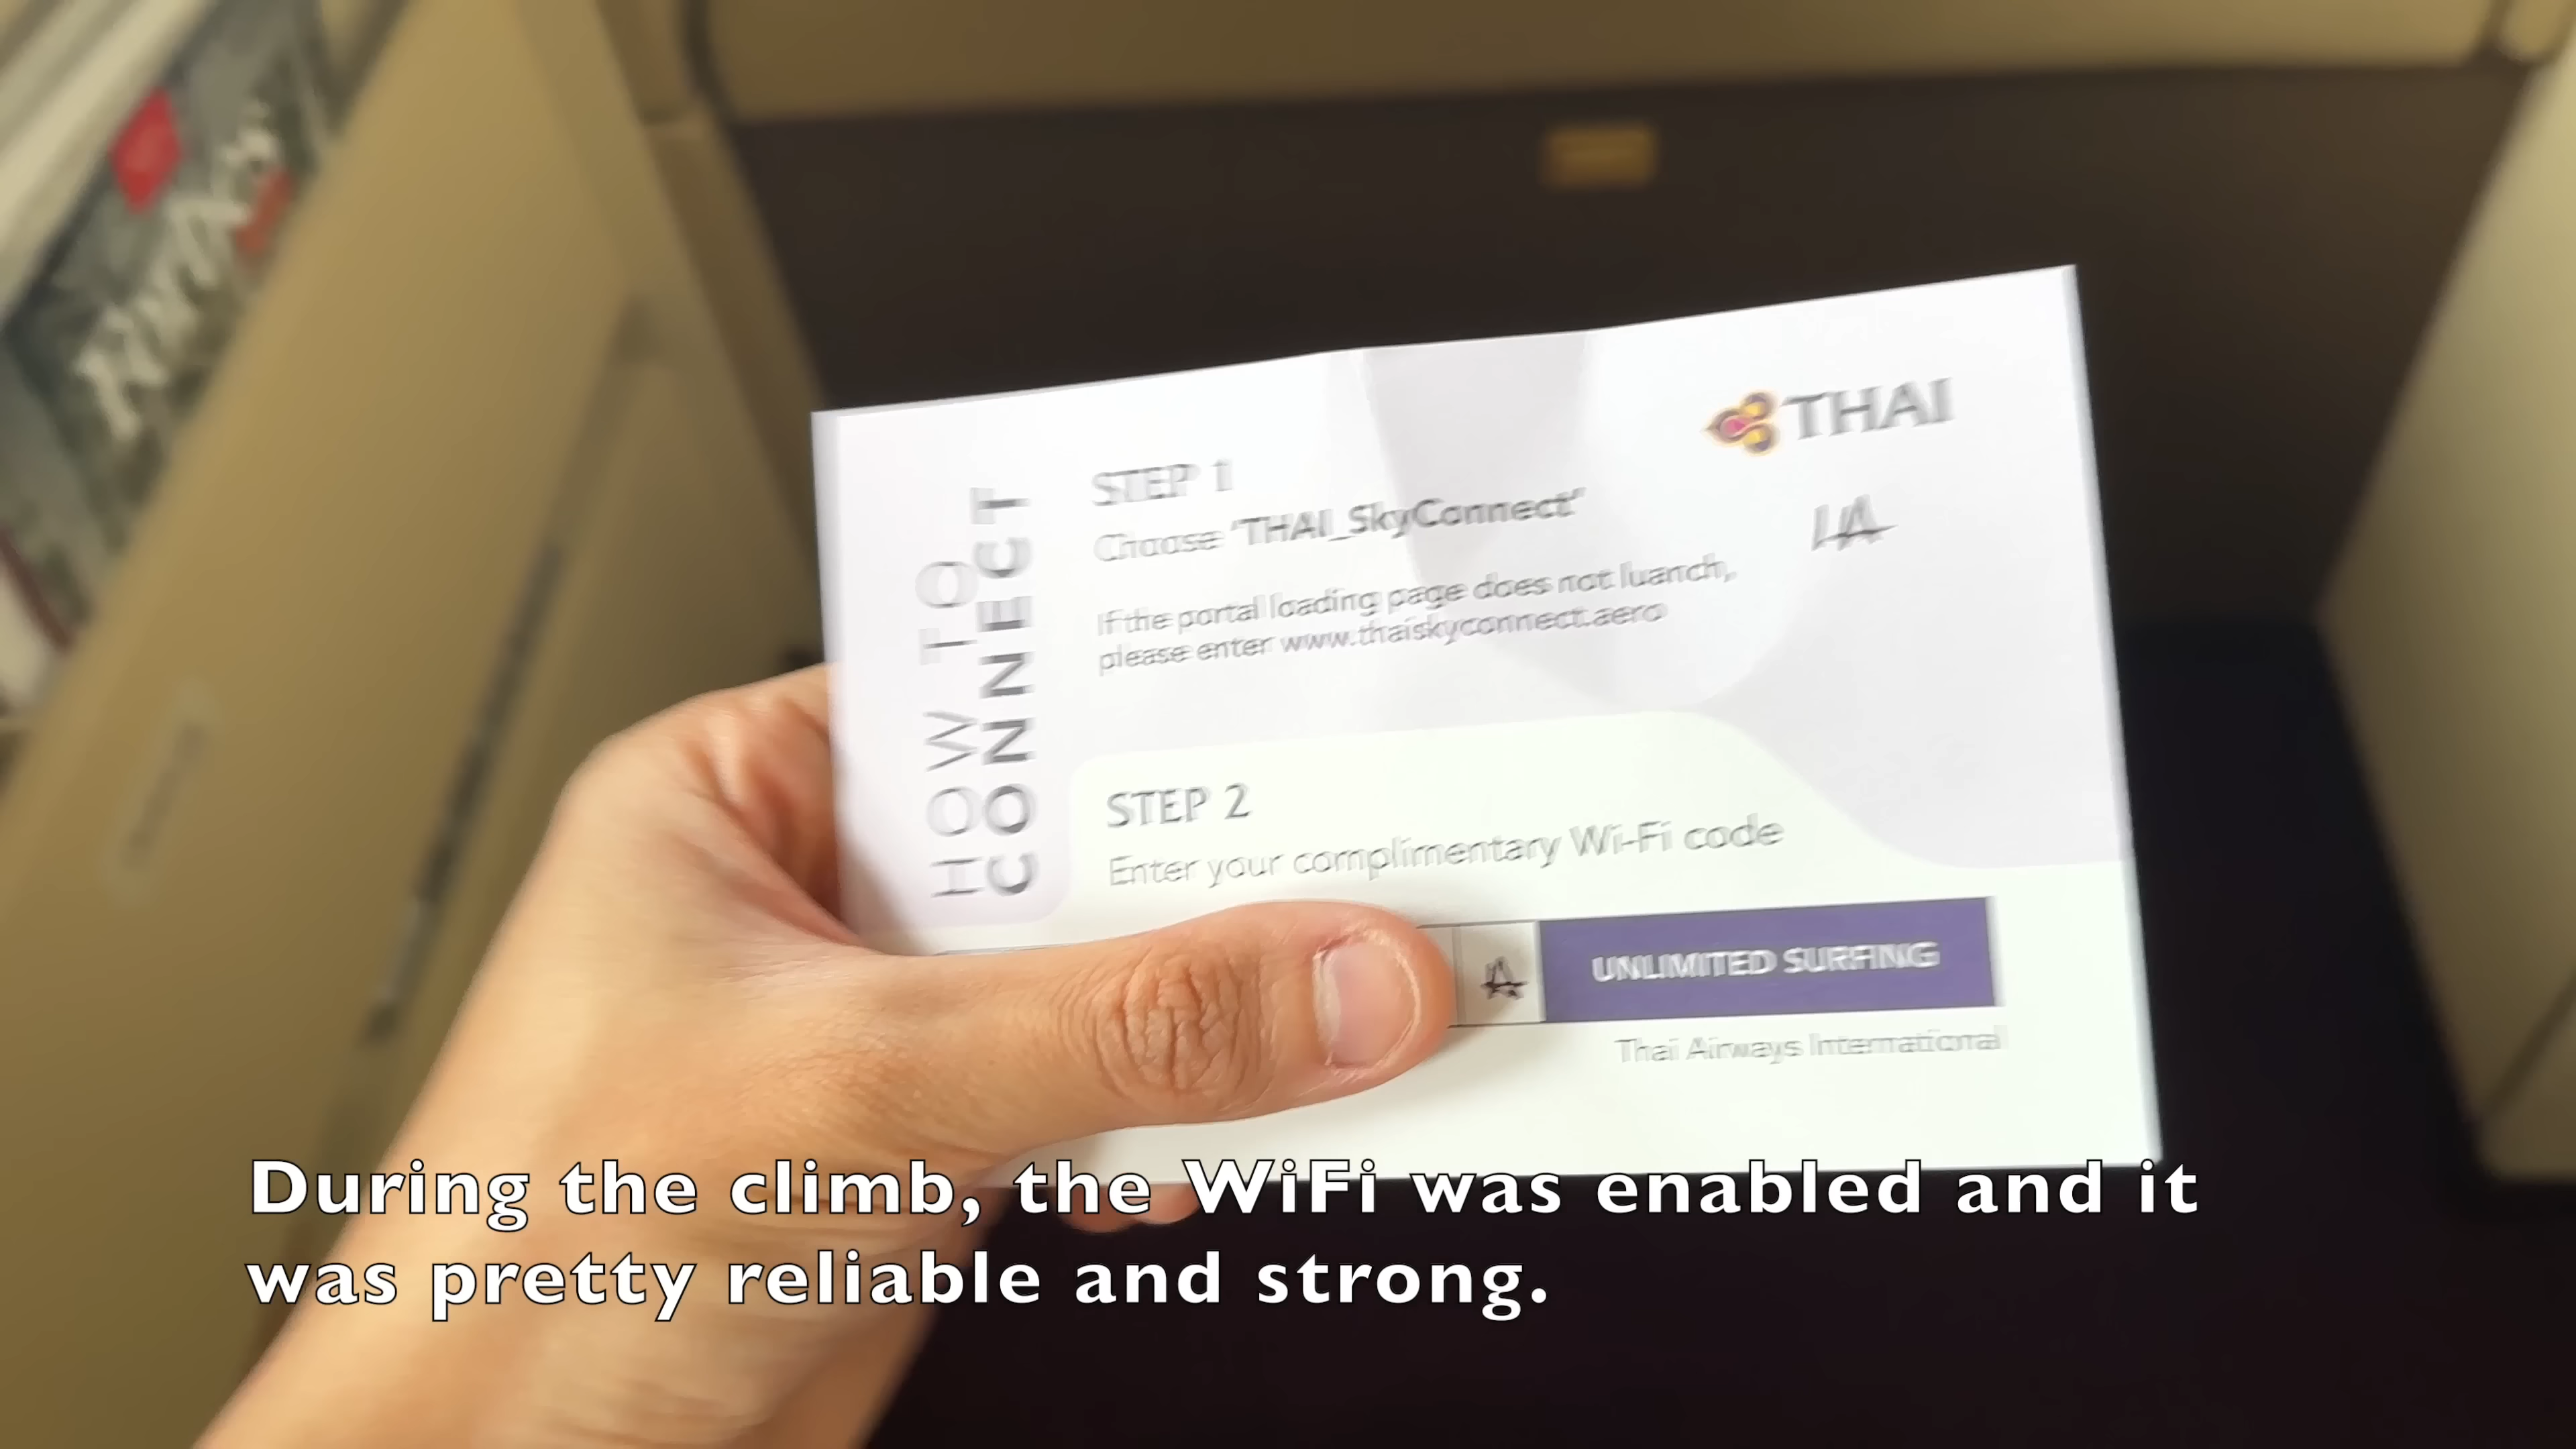 THAI
1A
HOW TO
CONNECT
STEP 1
Choose 'THAI_SkyConnect'
If the portal loading page does not luanch,
please enter www.thaiskyconnect.aero
STEP 2
Enter your complimentary Wi-Fi code
A
UNLIMITED SURFING
Thai Airways International
During the climb, the WiFi was enabled and it
was pretty reliable and strong.